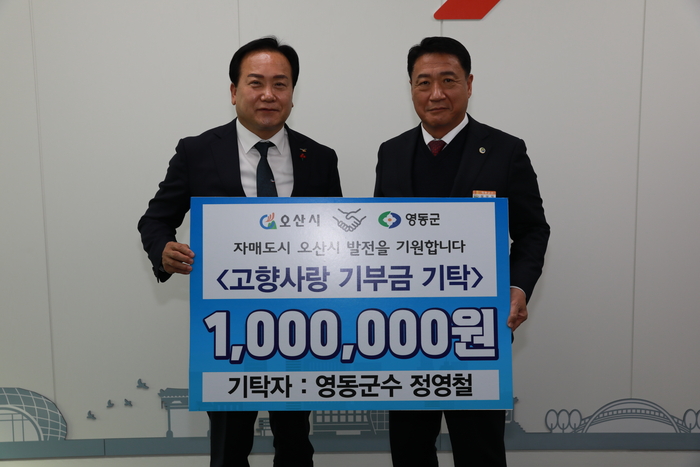 오산시 영동군
자매도시 오산시 발전을 기원합니다
<고향사랑 기부금 기탁>
1,000,000원
기탁자 : 영동군수 정영철